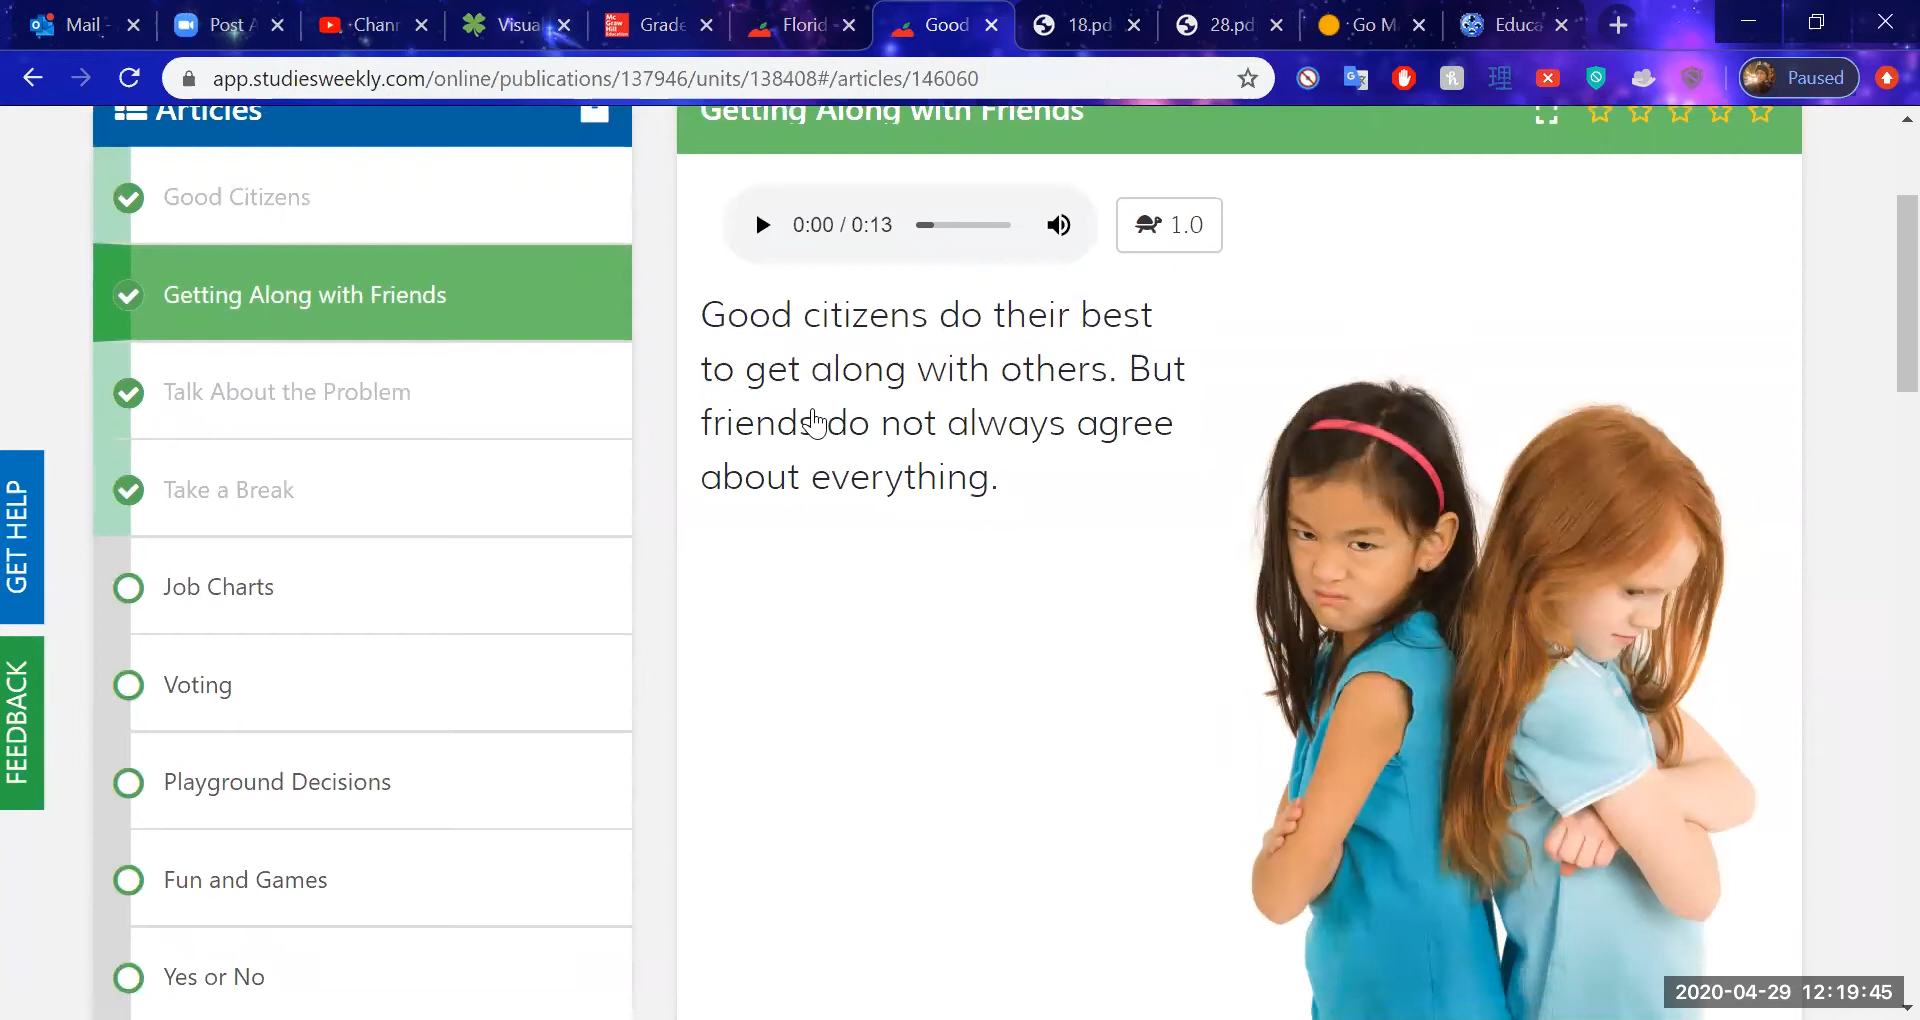 Mail -
Post A
Chann
Visua
Grade
Florid
Good
18.pd
28.pd
Go M
Educa
app.studiesweekly.com/online/publications/137946/units/138408#/articles/146060
Paused
Articles
Getting Along with Friends
Good Citizens
Getting Along with Friends
Talk About the Problem
Take a Break
Job Charts
Voting
Playground Decisions
Fun and Games
Yes or No
GET HELP
FEEDBACK
0:00 / 0:13
1.0
Good citizens do their best
to get along with others. But
friends do not always agree
about everything.
2020-04-29 12:19:45